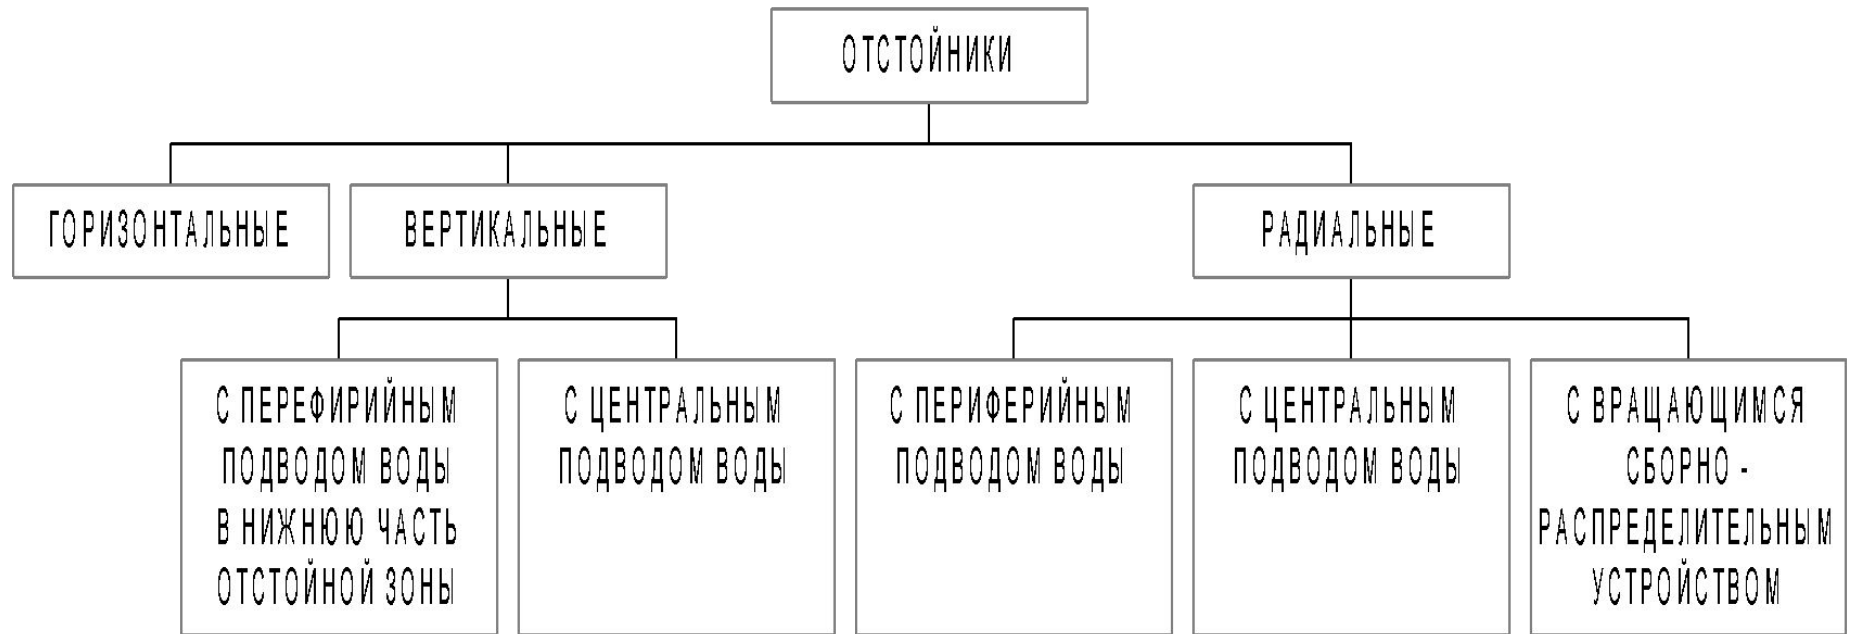 ОТСТОЙНИКИ
ГОРИЗОНТАЛЬНЫЕ
ВЕРТИКАЛЬНЫЕ
РАДИАЛЬНЫЕ
С ПЕРЕФИРИЙНЫМ
ПОДВОДОМ ВОДЫ
В НИЖНЮЮ ЧАСТЬ
ОТСТОЙНОЙ ЗОНЫ
С ЦЕНТРАЛЬНЫМ
ПОДВОДОМ ВОДЫ
С ПЕРИФЕРИЙНЫМ
ПОДВОДОМ ВОДЫ
С ЦЕНТРАЛЬНЫМ
ПОДВОДОМ ВОДЫ
С ВРАЩАЮЩИМСЯ
СБОРНО -
РАСПРЕДЕЛИТЕЛЬНЫМ
УСТРОЙСТВОМ